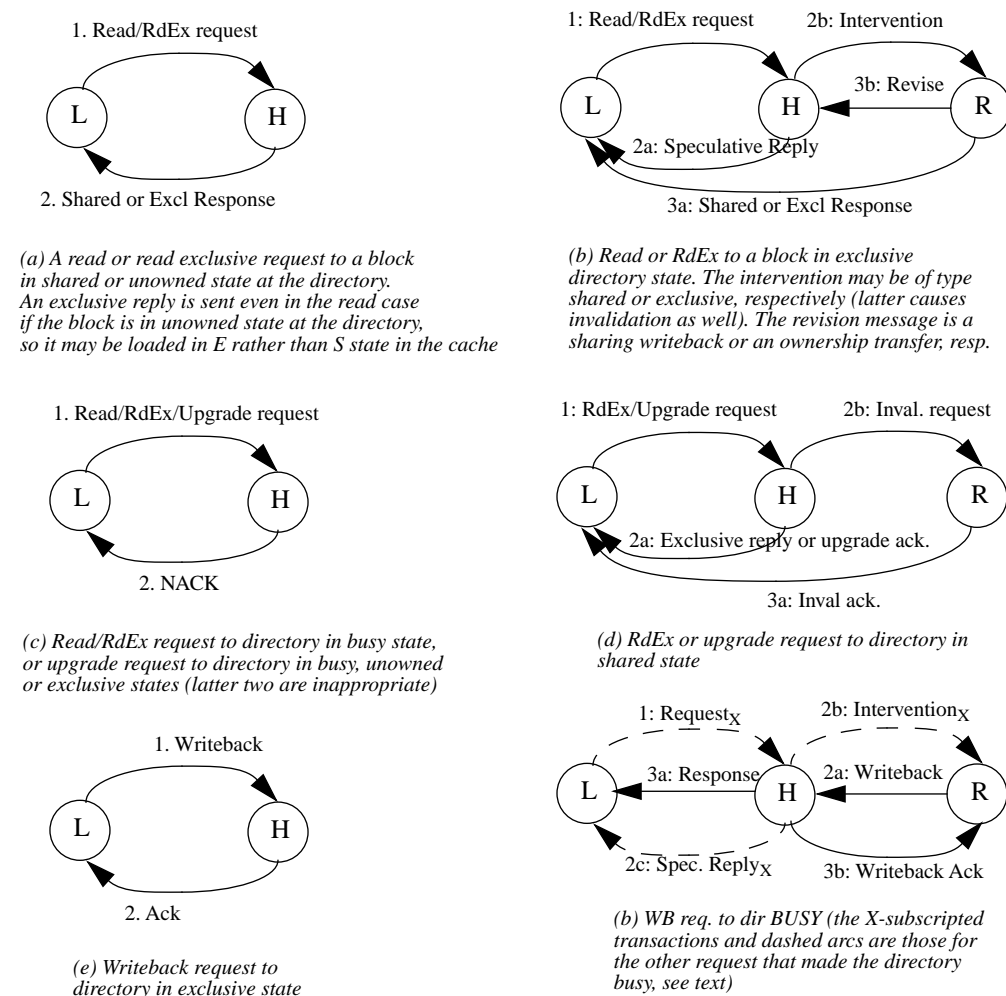 1. Read/RdEx request
L
H
2. Shared or Excl Response
(a) A read or read exclusive request to a block
in shared or unowned state at the directory.
An exclusive reply is sent even in the read case
if the block is in unowned state at the directory,
so it may be loaded in E rather than S state in the cache
1: Read/RdEx request
2b: Intervention
3b: Revise
L
H
R
2a: Speculative Reply
3a: Shared or Excl Response
(b) Read or RdEx to a block in exclusive
directory state. The intervention may be of type
shared or exclusive, respectively (latter causes
invalidation as well). The revision message is a
sharing writeback or an ownership transfer, resp.
1. Read/RdEx/Upgrade request
L
H
2. NACK
(c) Read/RdEx request to directory in busy state,
or upgrade request to directory in busy, unowned
or exclusive states (latter two are inappropriate)
1: RdEx/Upgrade request
2b: Inval. request
L
H
R
2a: Exclusive reply or upgrade ack.
3a: Inval ack.
(d) RdEx or upgrade request to directory in
shared state
1. Writeback
L
H
2. Ack
(e) Writeback request to
directory in exclusive state
1: RequestX
2b: InterventionX
3a: Response
2a: Writeback
L
H
R
2c: Spec. ReplyX
3b: Writeback Ack
(b) WB req. to dir BUSY (the X-subscripted
transactions and dashed arcs are those for
the other request that made the directory
busy, see text)